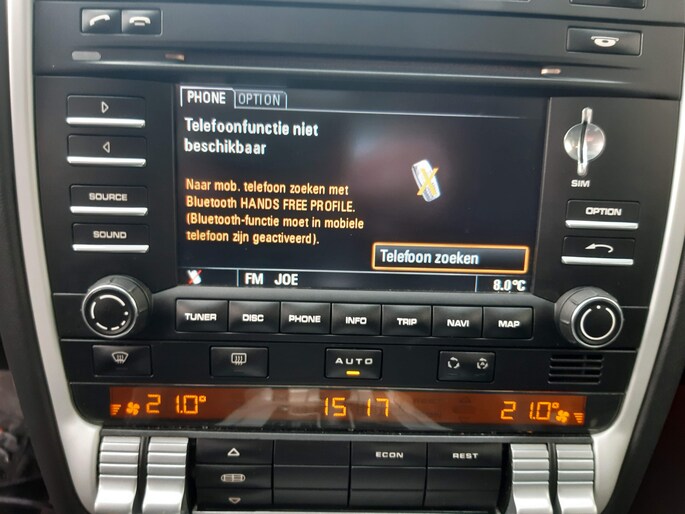 PHONE OPTION
Telefoonfunctie niet
beschikbaar
Naar mob. telefoon zoeken met
Bluetooth HANDS FREE PROFILE.
(Bluetooth-functie moet in mobiele
telefoon zijn geactiveerd).
Telefoon zoeken
FM JOE 8.0°C
SOURCE
SOUND
SIM
OPTION
TUNER DISC PHONE INFO TRIP NAVI MAP
AUTO
21.0° 15 17 21.0°
ECON REST